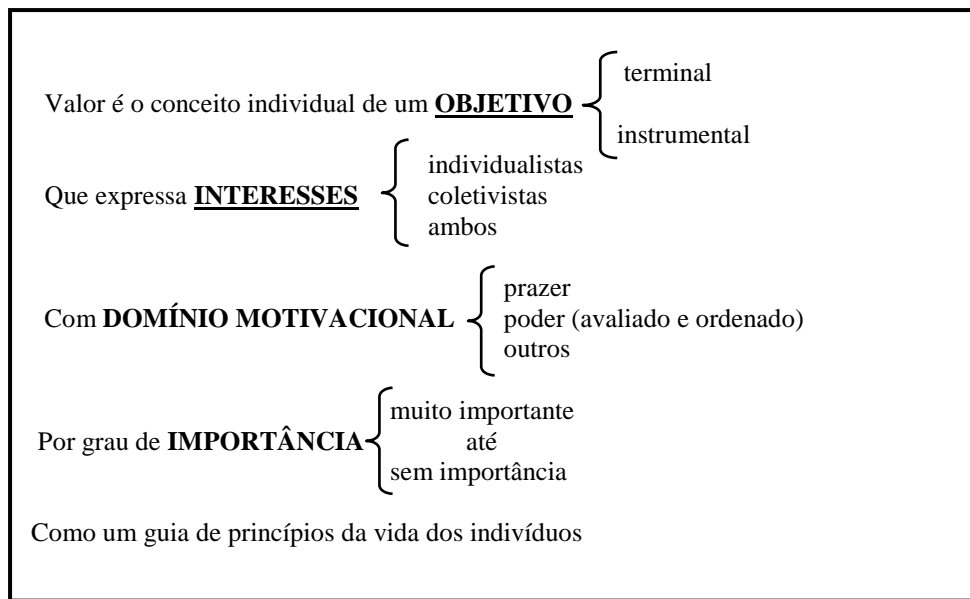 terminal
Valor é o conceito individual de um OBJETIVO
instrumental
individualistas
Que expressa INTERESSES
coletivistas
ambos
prazer
Com DOMÍNIO MOTIVACIONAL
poder (avaliado e ordenado)
outros
muito importante
Por grau de IMPORTÂNCIA
até
sem importância
Como um guia de princípios da vida dos indivíduos